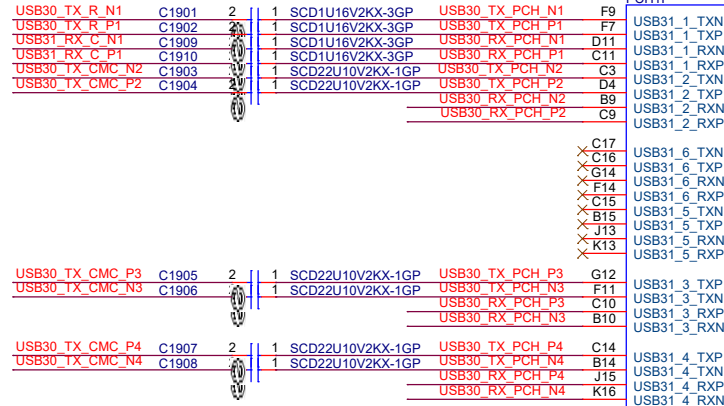 PCH1I
USB30_TX_R_N1 C1901 2 1 SCD1U16V2KX-3GP USB30_TX_PCH_N1 F9 USB31_1_TXN
USB30_TX_R_P1 C1902 2 1 SCD1U16V2KX-3GP USB30_TX_PCH_P1 F7 USB31_1_TXP
USB31_RX_C_N1 C1909 1 SCD1U16V2KX-3GP USB30_RX_PCH_N1 D11 USB31_1_RXN
USB31_RX_C_P1 C1910 1 SCD1U16V2KX-3GP USB30_RX_PCH_P1 C11 USB31_1_RXP
USB30_TX_CMC_N2 C1903 1 SCD22U10V2KX-1GP USB30_TX_PCH_N2 C3 USB31_2_TXN
USB30_TX_CMC_P2 C1904 2 1 SCD22U10V2KX-1GP USB30_TX_PCH_P2 D4 USB31_2_TXP
USB30_RX_PCH_N2 B9 USB31_2_RXN
USB30_RX_PCH_P2 C9 USB31_2_RXP
C17 USB31_6_TXN
C16 USB31_6_TXP
G14 USB31_6_RXN
F14 USB31_6_RXP
C15 USB31_5_TXN
B15 USB31_5_TXP
J13 USB31_5_RXN
K13 USB31_5_RXP
USB30_TX_CMC_P3 C1905 2 1 SCD22U10V2KX-1GP USB30_TX_PCH_P3 G12 USB31_3_TXP
USB30_TX_CMC_N3 C1906 1 SCD22U10V2KX-1GP USB30_TX_PCH_N3 F11 USB31_3_TXN
USB30_RX_PCH_P3 C10 USB31_3_RXP
USB30_RX_PCH_N3 B10 USB31_3_RXN
USB30_TX_CMC_P4 C1907 2 1 SCD22U10V2KX-1GP USB30_TX_PCH_P4 C14 USB31_4_TXP
USB30_TX_CMC_N4 C1908 1 SCD22U10V2KX-1GP USB30_TX_PCH_N4 B14 USB31_4_TXN
USB30_RX_PCH_P4 J15 USB31_4_RXP
USB30_RX_PCH_N4 K16 USB31_4_RXN